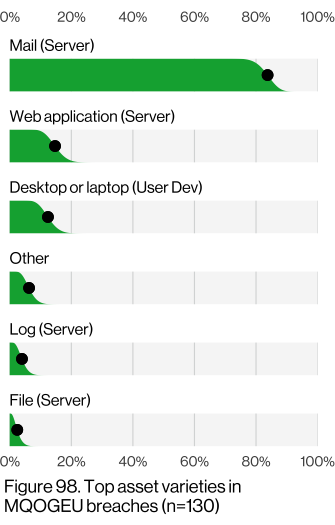 0% 20% 40% 60% 80% 100%
Mail (Server)
Web application (Server)
Desktop or laptop (User Dev)
Other
Log (Server)
File (Server)
0% 20% 40% 60% 80% 100%
Figure 98. Top asset varieties in
MQOGEU breaches (n=130)